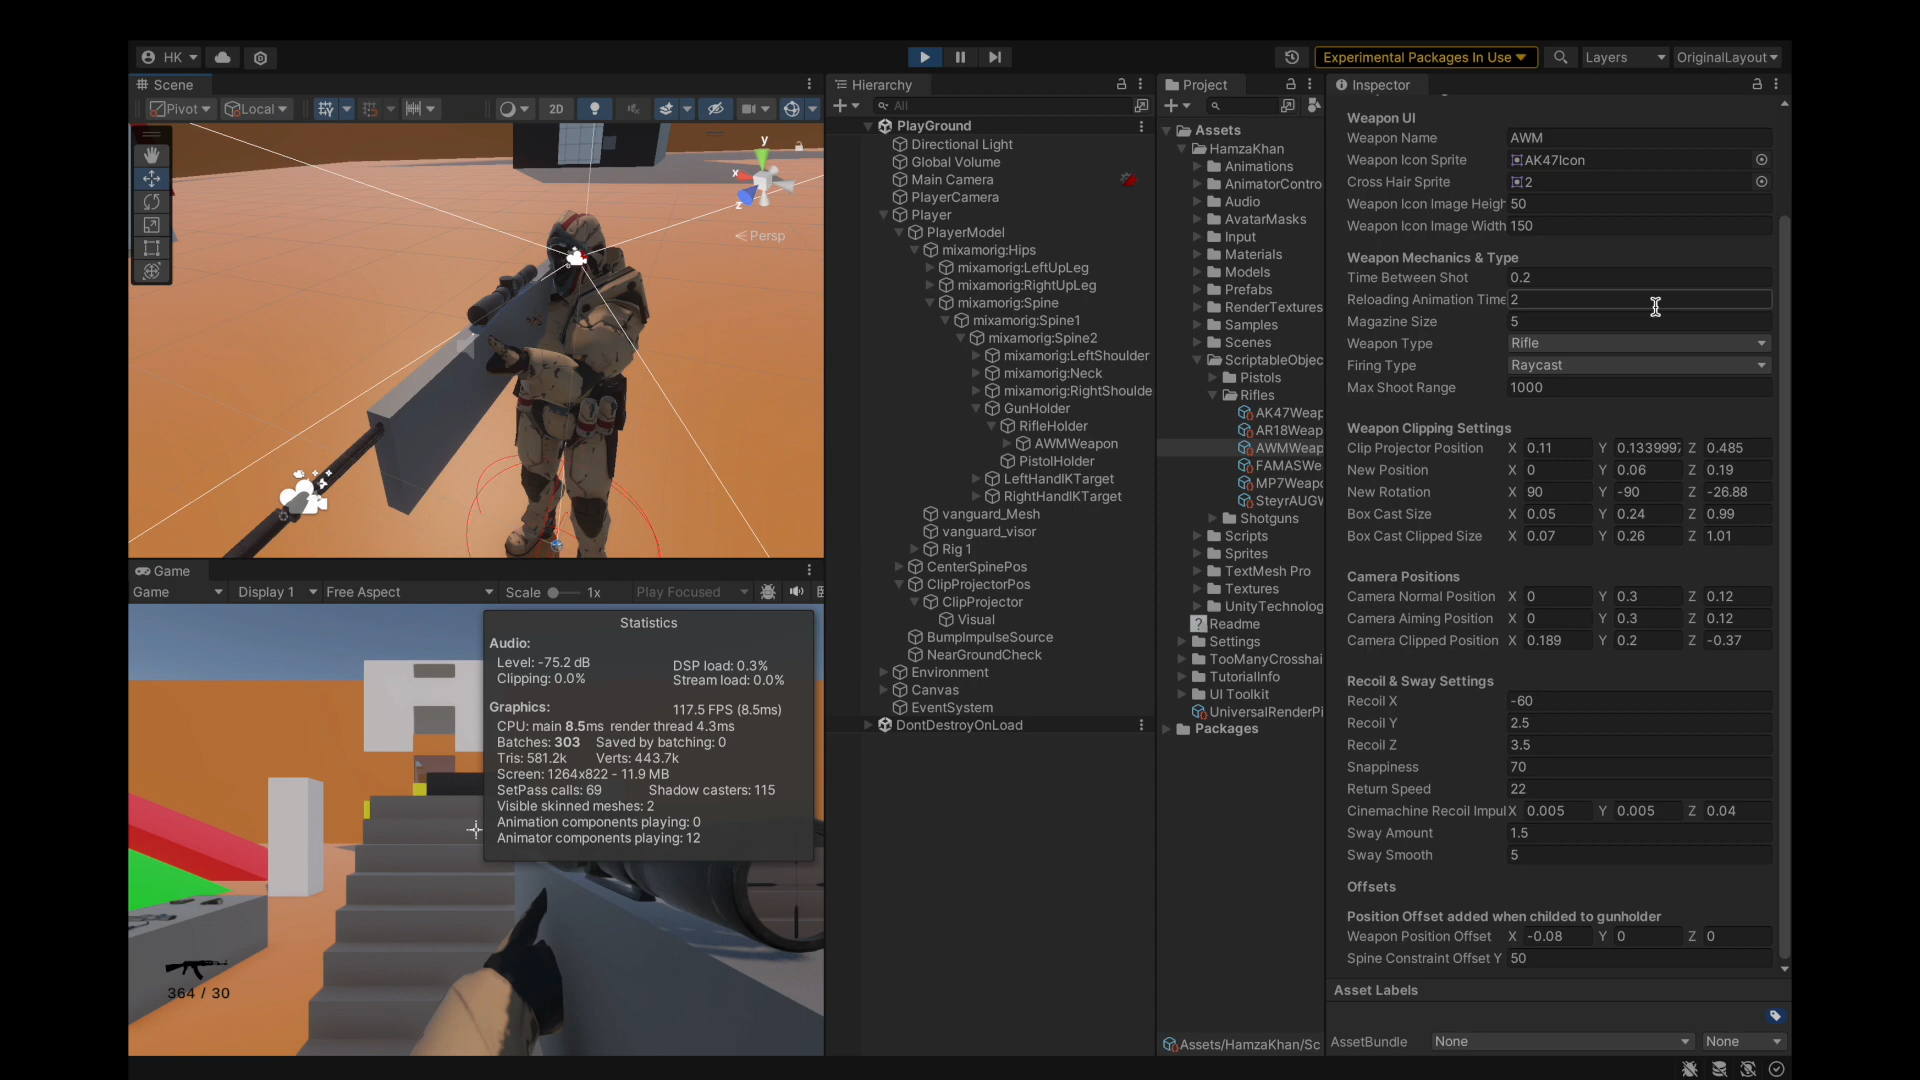 HK
Experimental Packages In Use
Layers
OriginalLayout
Scene
Pivot
Local
2D
y
x
z
Persp
Game
Game
Display 1
Free Aspect
Scale
1x
Play Focused
Statistics
Audio:
Level: -75.2 dB
DSP load: 0.3%
Clipping: 0.0%
Stream load: 0.0%
Graphics:
117.5 FPS (8.5ms)
CPU: main 8.5ms render thread 4.3ms
Batches: 303 Saved by batching: 0
Tris: 581.2k Verts: 443.7k
Screen: 1264x822 - 11.9 MB
SetPass calls: 69 Shadow casters: 115
Visible skinned meshes: 2
Animation components playing: 0
Animator components playing: 12
364 / 30
Hierarchy
All
PlayGround
Directional Light
Global Volume
Main Camera
PlayerCamera
Player
PlayerModel
mixamorig:Hips
mixamorig:LeftUpLeg
mixamorig:RightUpLeg
mixamorig:Spine
mixamorig:Spine1
mixamorig:Spine2
mixamorig:LeftShoulder
mixamorig:Neck
mixamorig:RightShoulde
GunHolder
RifleHolder
AWMWeapon
PistolHolder
LeftHandIKTarget
RightHandIKTarget
vanguard_Mesh
vanguard_visor
Rig 1
CenterSpinePos
ClipProjectorPos
ClipProjector
Visual
BumpImpulseSource
NearGroundCheck
Environment
Canvas
EventSystem
DontDestroyOnLoad
Project
Assets
HamzaKhan
Animations
AnimatorContro
Audio
AvatarMasks
Input
Materials
Models
Prefabs
RenderTextures
Samples
Scenes
ScriptableObjec
Pistols
Rifles
AK47Weap
AR18Weap
AWMWeap
FAMASWe
MP7Weapo
SteyrAUGW
Shotguns
Scripts
Sprites
TextMesh Pro
Textures
UnityTechnolog
Readme
Settings
TooManyCrosshai
TutorialInfo
UI Toolkit
UniversalRenderPi
Packages
Assets/HamzaKhan/Sc
Inspector
Weapon UI
Weapon Name AWM
Weapon Icon Sprite AK47Icon
Cross Hair Sprite 2
Weapon Icon Image Heigh 50
Weapon Icon Image Width 150
Weapon Mechanics & Type
Time Between Shot 0.2
Reloading Animation Time 2
Magazine Size 5
Weapon Type Rifle
Firing Type Raycast
Max Shoot Range 1000
Weapon Clipping Settings
Clip Projector Position X 0.11 Y 0.1339997 Z 0.485
New Position X 0 Y 0.06 Z 0.19
New Rotation X 90 Y -90 Z -26.88
Box Cast Size X 0.05 Y 0.24 Z 0.99
Box Cast Clipped Size X 0.07 Y 0.26 Z 1.01
Camera Positions
Camera Normal Position X 0 Y 0.3 Z 0.12
Camera Aiming Position X 0 Y 0.3 Z 0.12
Camera Clipped Position X 0.189 Y 0.2 Z -0.37
Recoil & Sway Settings
Recoil X -60
Recoil Y 2.5
Recoil Z 3.5
Snappiness 70
Return Speed 22
Cinemachine Recoil Impul X 0.005 Y 0.005 Z 0.04
Sway Amount 1.5
Sway Smooth 5
Offsets
Position Offset added when childed to gunholder
Weapon Position Offset X -0.08 Y 0 Z 0
Spine Constraint Offset Y 50
Asset Labels
AssetBundle None None